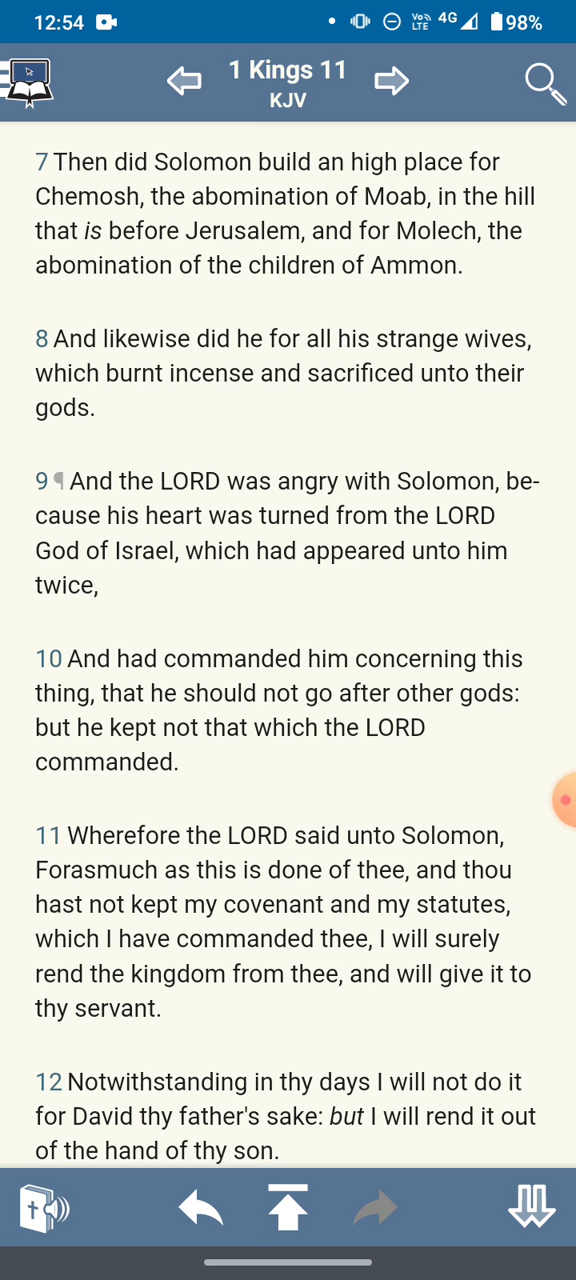 12:54
VoLTE 4G 98%
1 Kings 11
KJV
7 Then did Solomon build an high place for
Chemosh, the abomination of Moab, in the hill
that is before Jerusalem, and for Molech, the
abomination of the children of Ammon.
8 And likewise did he for all his strange wives,
which burnt incense and sacrificed unto their
gods.
9 ¶ And the LORD was angry with Solomon, be-
cause his heart was turned from the LORD
God of Israel, which had appeared unto him
twice,
10 And had commanded him concerning this
thing, that he should not go after other gods:
but he kept not that which the LORD
commanded.
11 Wherefore the LORD said unto Solomon,
Forasmuch as this is done of thee, and thou
hast not kept my covenant and my statutes,
which I have commanded thee, I will surely
rend the kingdom from thee, and will give it to
thy servant.
12 Notwithstanding in thy days I will not do it
for David thy father's sake: but I will rend it out
of the hand of thy son.